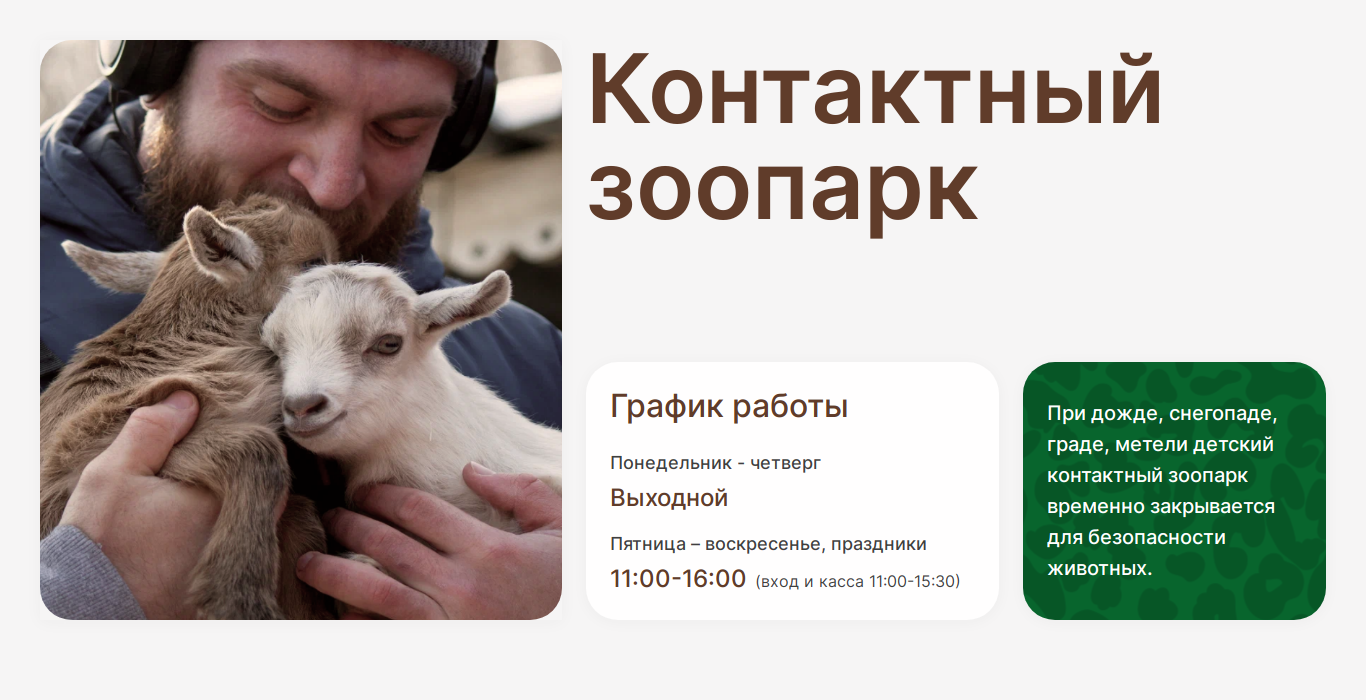 Контактный
зоопарк
График работы
Понедельник - четверг
Выходной
Пятница – воскресенье, праздники
11:00-16:00 (вход и касса 11:00-15:30)
При дожде, снегопаде,
граде, метели детский
контактный зоопарк
временно закрывается
для безопасности
животных.